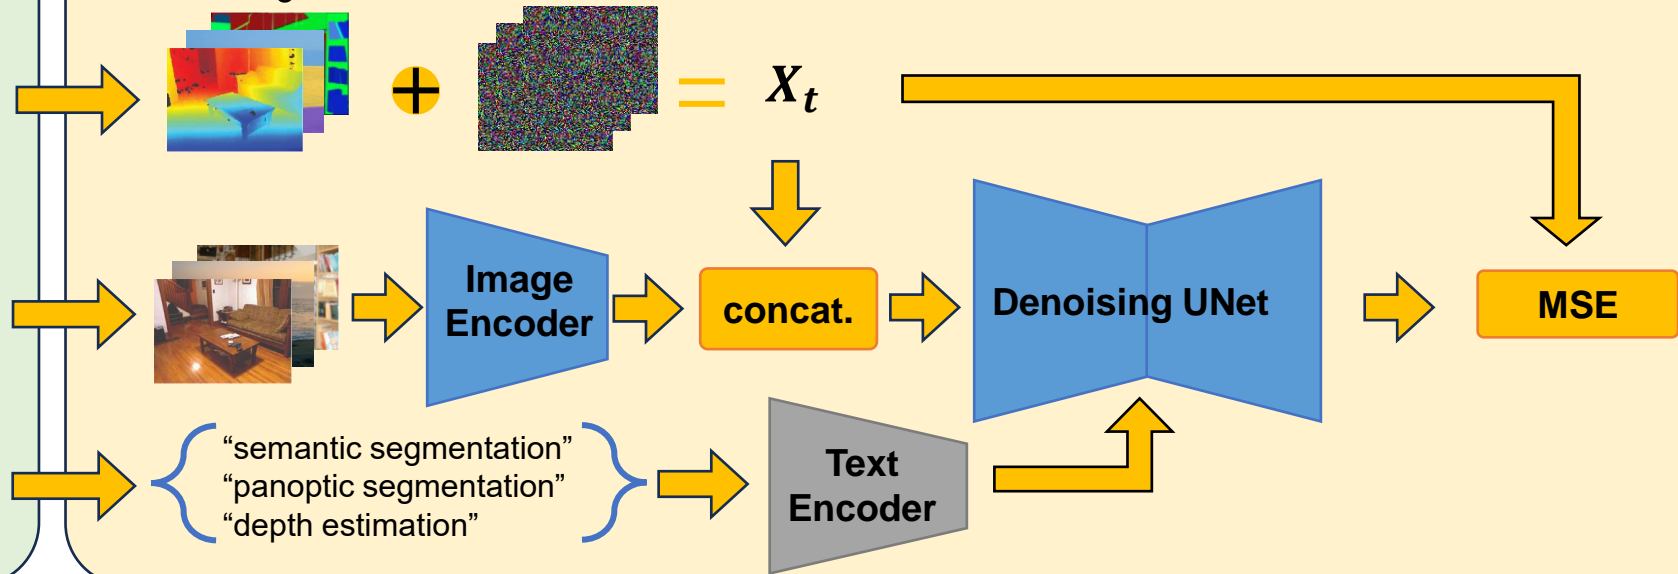 +
=
X_t
Image
Encoder
concat.
Denoising UNet
MSE
“semantic segmentation”
“panoptic segmentation”
“depth estimation”
Text
Encoder